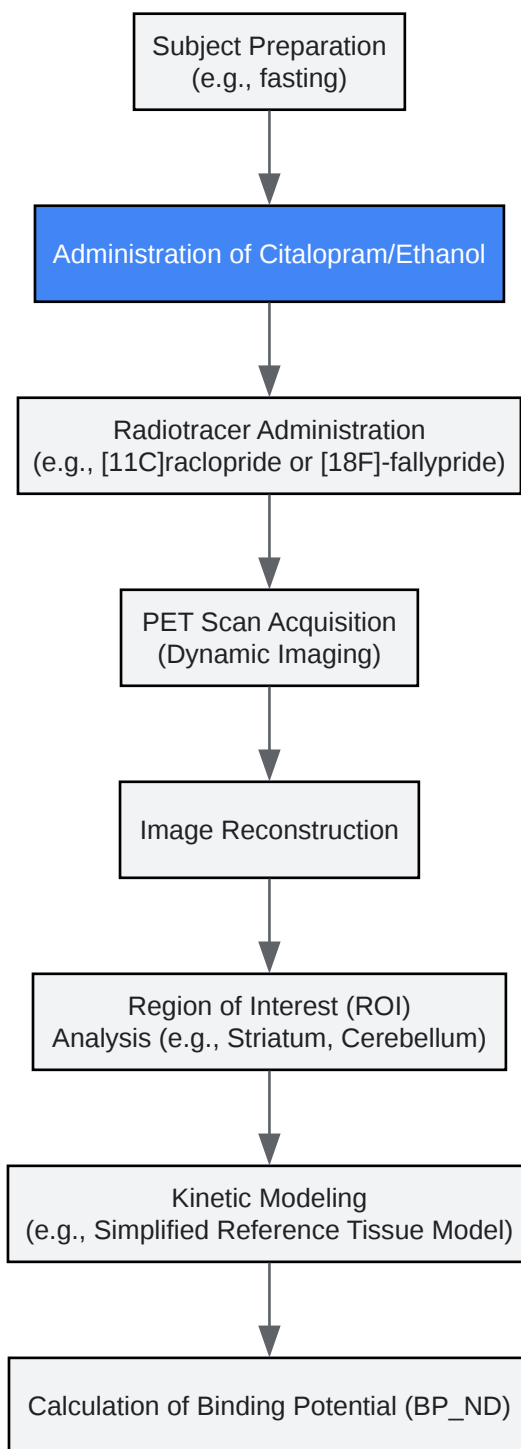 Subject Preparation
(e.g., fasting)
Administration of Citalopram/Ethanol
Radiotracer Administration
(e.g., [11C]raclopride or [18F]-fallypride)
PET Scan Acquisition
(Dynamic Imaging)
Image Reconstruction
Region of Interest (ROI)
Analysis (e.g., Striatum, Cerebellum)
Kinetic Modeling
(e.g., Simplified Reference Tissue Model)
Calculation of Binding Potential (BP_ND)